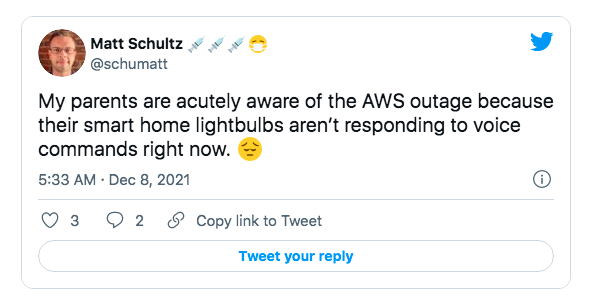 Matt Schultz 💉💉💉😷
@schumatt
My parents are acutely aware of the AWS outage because
their smart home lightbulbs aren’t responding to voice
commands right now. 😔
5:33 AM · Dec 8, 2021
3 2 Copy link to Tweet
Tweet your reply